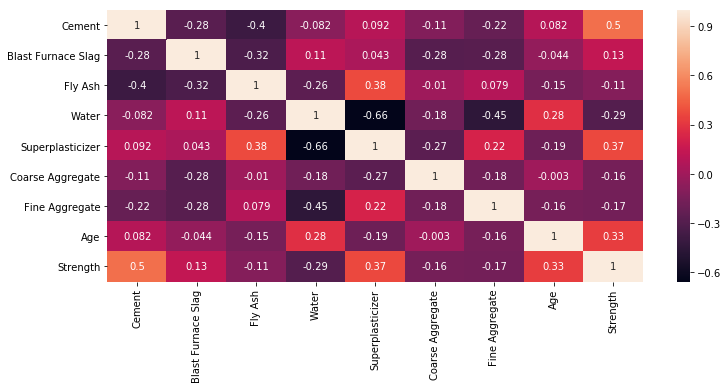 Cement 1 -0.28 -0.4 -0.082 0.092 -0.11 -0.22 0.082 0.5
Blast Furnace Slag -0.28 1 -0.32 0.11 0.043 -0.28 -0.28 -0.044 0.13
Fly Ash -0.4 -0.32 1 -0.26 0.38 -0.01 0.079 -0.15 -0.11
Water -0.082 0.11 -0.26 1 -0.66 -0.18 -0.45 0.28 -0.29
Superplasticizer 0.092 0.043 0.38 -0.66 1 -0.27 0.22 -0.19 0.37
Coarse Aggregate -0.11 -0.28 -0.01 -0.18 -0.27 1 -0.18 -0.003 -0.16
Fine Aggregate -0.22 -0.28 0.079 -0.45 0.22 -0.18 1 -0.16 -0.17
Age 0.082 -0.044 -0.15 0.28 -0.19 -0.003 -0.16 1 0.33
Strength 0.5 0.13 -0.11 -0.29 0.37 -0.16 -0.17 0.33 1
Cement
Blast Furnace Slag
Fly Ash
Water
Superplasticizer
Coarse Aggregate
Fine Aggregate
Age
Strength
0.9
0.6
0.3
0.0
-0.3
-0.6